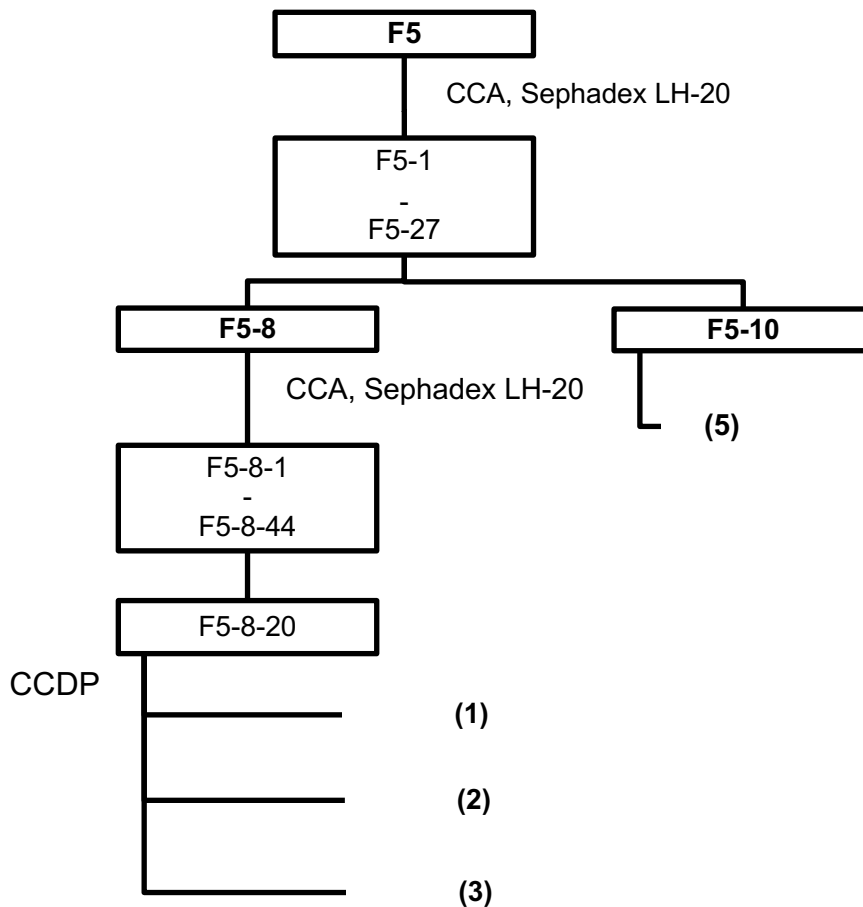 F5
CCA, Sephadex LH-20
F5-1
-
F5-27
F5-8
F5-10
CCA, Sephadex LH-20
(5)
F5-8-1
-
F5-8-44
F5-8-20
CCDP
(1)
(2)
(3)